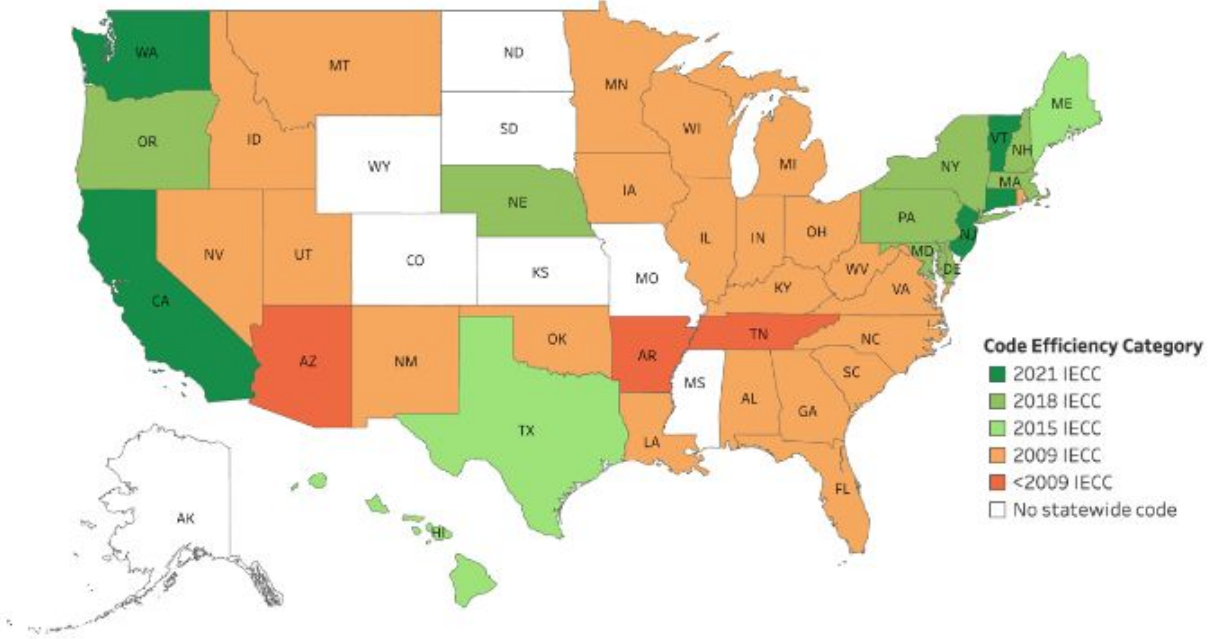 WA
MT
ND
MN
ME
OR
ID
SD
WI
VT
NH
WY
MI
NY
MA
NE
IA
PA
NV
UT
CO
KS
MO
IL
IN
OH
NJ
MD
DE
WV
VA
KY
CA
AZ
NM
OK
AR
TN
NC
SC
MS
AL
GA
TX
LA
FL
AK
HI
Code Efficiency Category
2021 IECC
2018 IECC
2015 IECC
2009 IECC
<2009 IECC
No statewide code